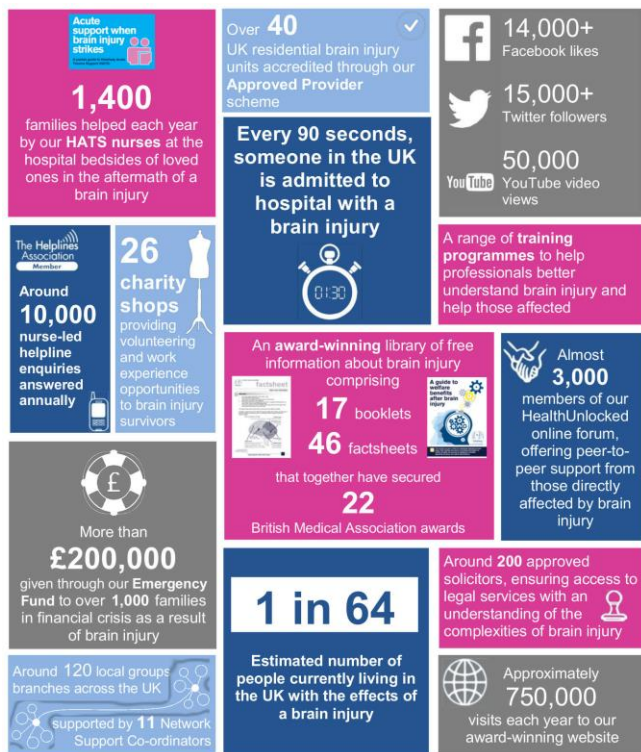 Acute
support when
brain injury
strikes
1,400
families helped each year
by our HATS nurses at the
hospital bedsides of loved
ones in the aftermath of a
brain injury
Over 40
UK residential brain injury
units accredited through our
Approved Provider
scheme
14,000+
Facebook likes
15,000+
Twitter followers
50,000
YouTube video
views
You Tube
Every 90 seconds,
someone in the UK
is admitted to
hospital with a
brain injury
01:30
The Helplines
Association
Member
Around
10,000
nurse-led
helpline
enquiries
answered
annually
26
charity
shops
providing
volunteering
and work
experience
opportunities
to brain injury
survivors
A range of training
programmes to help
professionals better
understand brain injury and
help those affected
An award-winning library of free
information about brain injury
comprising
factsheet
17 booklets
46 factsheets
A guide to
welfare
benefits
after brain
injury
that together have secured
22
British Medical Association awards
Almost
3,000
members of our
HealthUnlocked
online forum,
offering peer-to-
peer support from
those directly
affected by brain
injury
£
More than
£200,000
given through our Emergency
Fund to over 1,000 families
in financial crisis as a result
of brain injury
1 in 64
Estimated number of
people currently living in
the UK with the effects of
a brain injury
Around 200 approved
solicitors, ensuring access to
legal services with an
understanding of the
complexities of brain injury
Around 120 local groups
branches across the UK
supported by 11 Network
Support Co-ordinators
Approximately
750,000
visits each year to our
award-winning website